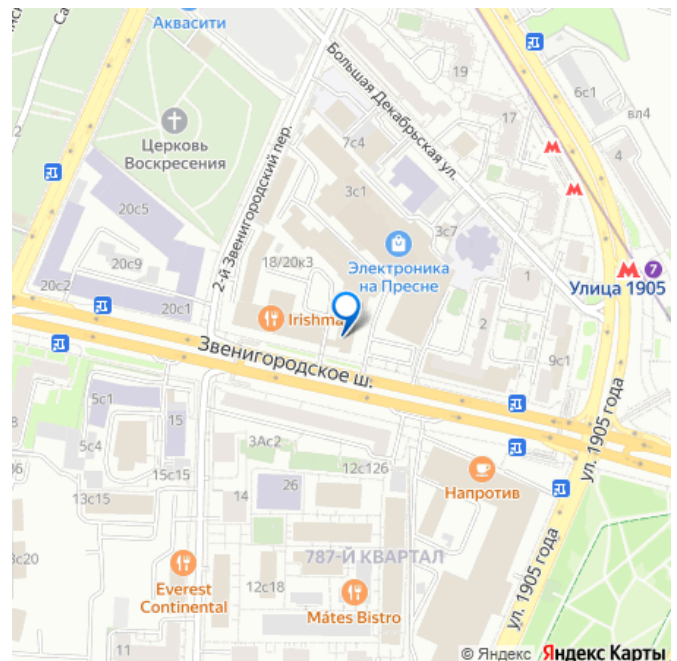 Аквасити
Большая Декабрьская ул.
19
6с1
вл4
17
4
Церковь
Воскресения
7с4
3с1
2-й Звенигородский пер.
20с5
3с7
18/20к3
20с9
Электроника
на Пресне
1
7
Улица 1905
20с2
20с1
Irishma
2
Звенигородское ш.
9с1
5с1
15
ул. 1905 года
5с4
3Ас2
15с15
12с126
26
14
Напротив
13с15
787-Й КВАРТАЛ
ул. 1905 года
12с18
Everest
Continental
Mátes Bistro
11
© Яндекс Яндекс Карты